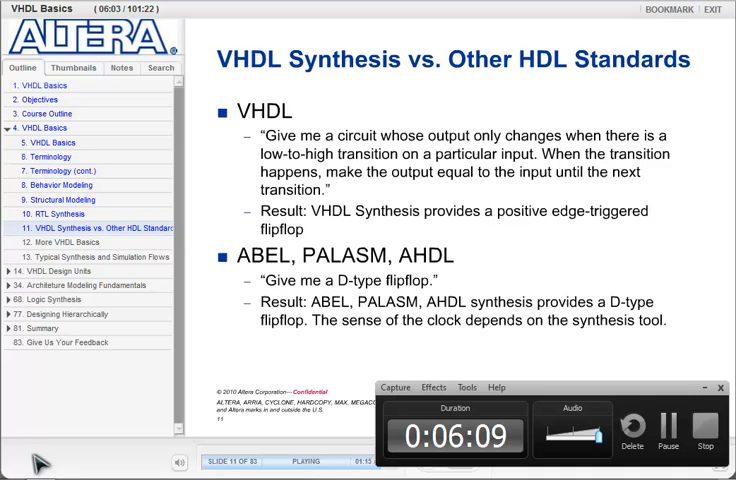 VHDL Basics ( 06:03 / 101:22 ) BOOKMARK EXIT
ALTERA®
Outline Thumbnails Notes Search
1. VHDL Basics
2. Objectives
3. Course Outline
4. VHDL Basics
5. VHDL Basics
6. Terminology
7. Terminology (cont.)
8. Behavior Modeling
9. Structural Modeling
10. RTL Synthesis
11. VHDL Synthesis vs. Other HDL Standard
12. More VHDL Basics
13. Typical Synthesis and Simulation Flows
14. VHDL Design Units
34. Architeture Modeling Fundamentals
68. Logic Synthesis
77. Designing Hierarchically
81. Summary
83. Give Us Your Feedback
VHDL Synthesis vs. Other HDL Standards
■ VHDL
– “Give me a circuit whose output only changes when there is a
low-to-high transition on a particular input. When the transition
happens, make the output equal to the input until the next
transition.”
– Result: VHDL Synthesis provides a positive edge-triggered
flipflop
■ ABEL, PALASM, AHDL
– “Give me a D-type flipflop.”
– Result: ABEL, PALASM, AHDL synthesis provides a D-type
flipflop. The sense of the clock depends on the synthesis tool.
© 2010 Altera Corporation—Confidential
ALTERA, ARRIA, CYCLONE, HARDCOPY, MAX, MEGAC
and Altera marks in and outside the U.S.
11
Capture Effects Tools Help – x
Duration
0:06:09
Audio
Delete Pause Stop
SLIDE 11 OF 83 PLAYING 01:15